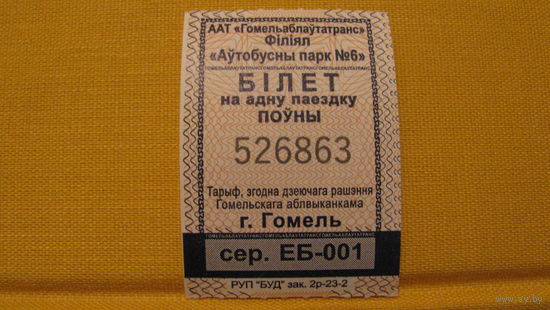 ААТ «Гомельаблаўтатранс»
Філіял
«Аўтобусны парк №6»
БІЛЕТ
на адну паездку
ПОЎНЫ
526863
Тарыф, згодна дзеючага рашэння
Гомельскага аблвыканкама
г. Гомель
сер. ЕБ-001
РУП "БУД" зак. 2р-23-2